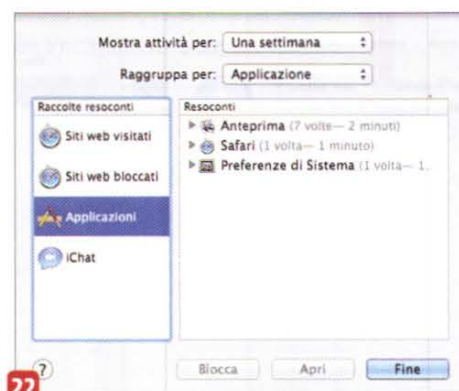 Mostra attività per: Una settimana
Raggruppa per: Applicazione
Raccolte resoconti
Siti web visitati
Siti web bloccati
Applicazioni
iChat
Resoconti
Anteprima (7 volte— 2 minuti)
Safari (1 volta— 1 minuto)
Preferenze di Sistema (1 volta— 1.
22
?
Blocca
Apri
Fine